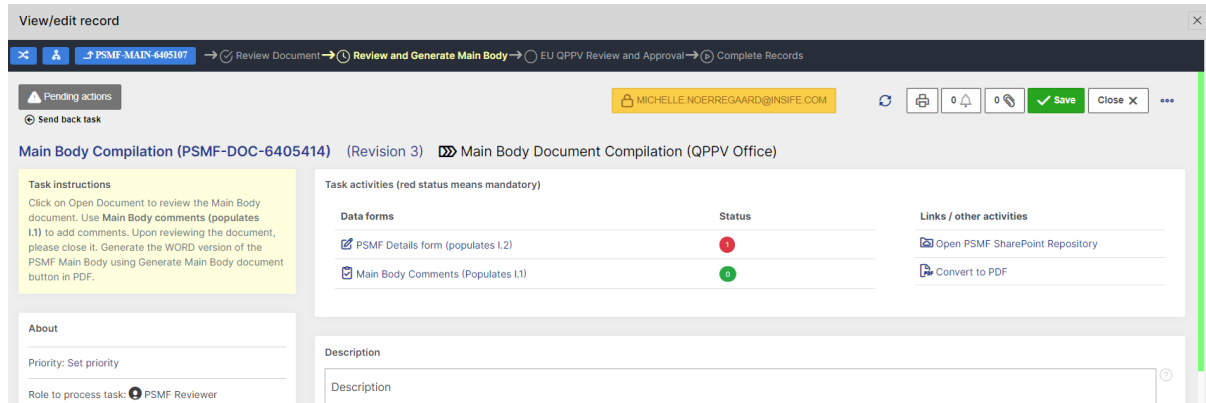 View/edit record
PSMF-MAIN-6405107 Review Document Review and Generate Main Body EU QPPV Review and Approval Complete Records
Pending actions
MICHELLE.NOERREGAARD@INSIFE.COM
0
0
Save
Close X
Send back task
Main Body Compilation (PSMF-DOC-6405414) (Revision 3) Main Body Document Compilation (QPPV Office)
Task instructions
Click on Open Document to review the Main Body
document. Use Main Body comments (populates
I.1) to add comments. Upon reviewing the document,
please close it. Generate the WORD version of the
PSMF Main Body using Generate Main Body document
button in PDF.
Task activities (red status means mandatory)
Data forms Status Links / other activities
PSMF Details form (populates I.2) 1 Open PSMF SharePoint Repository
Main Body Comments (Populates I.1) 0 Convert to PDF
About
Priority: Set priority
Role to process task: PSMF Reviewer
Description
Description